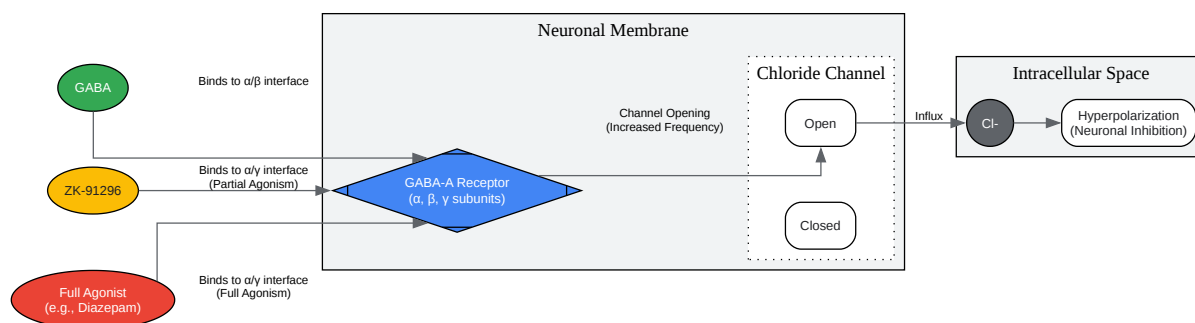 Neuronal Membrane
GABA
Binds to α/β interface
Chloride Channel
Intracellular Space
Channel Opening
(Increased Frequency)
Open
Influx
Cl-
Hyperpolarization
(Neuronal Inhibition)
ZK-91296
Binds to α/γ interface
(Partial Agonism)
GABA-A Receptor
(α, β, γ subunits)
Closed
Full Agonist
(e.g., Diazepam)
Binds to α/γ interface
(Full Agonism)